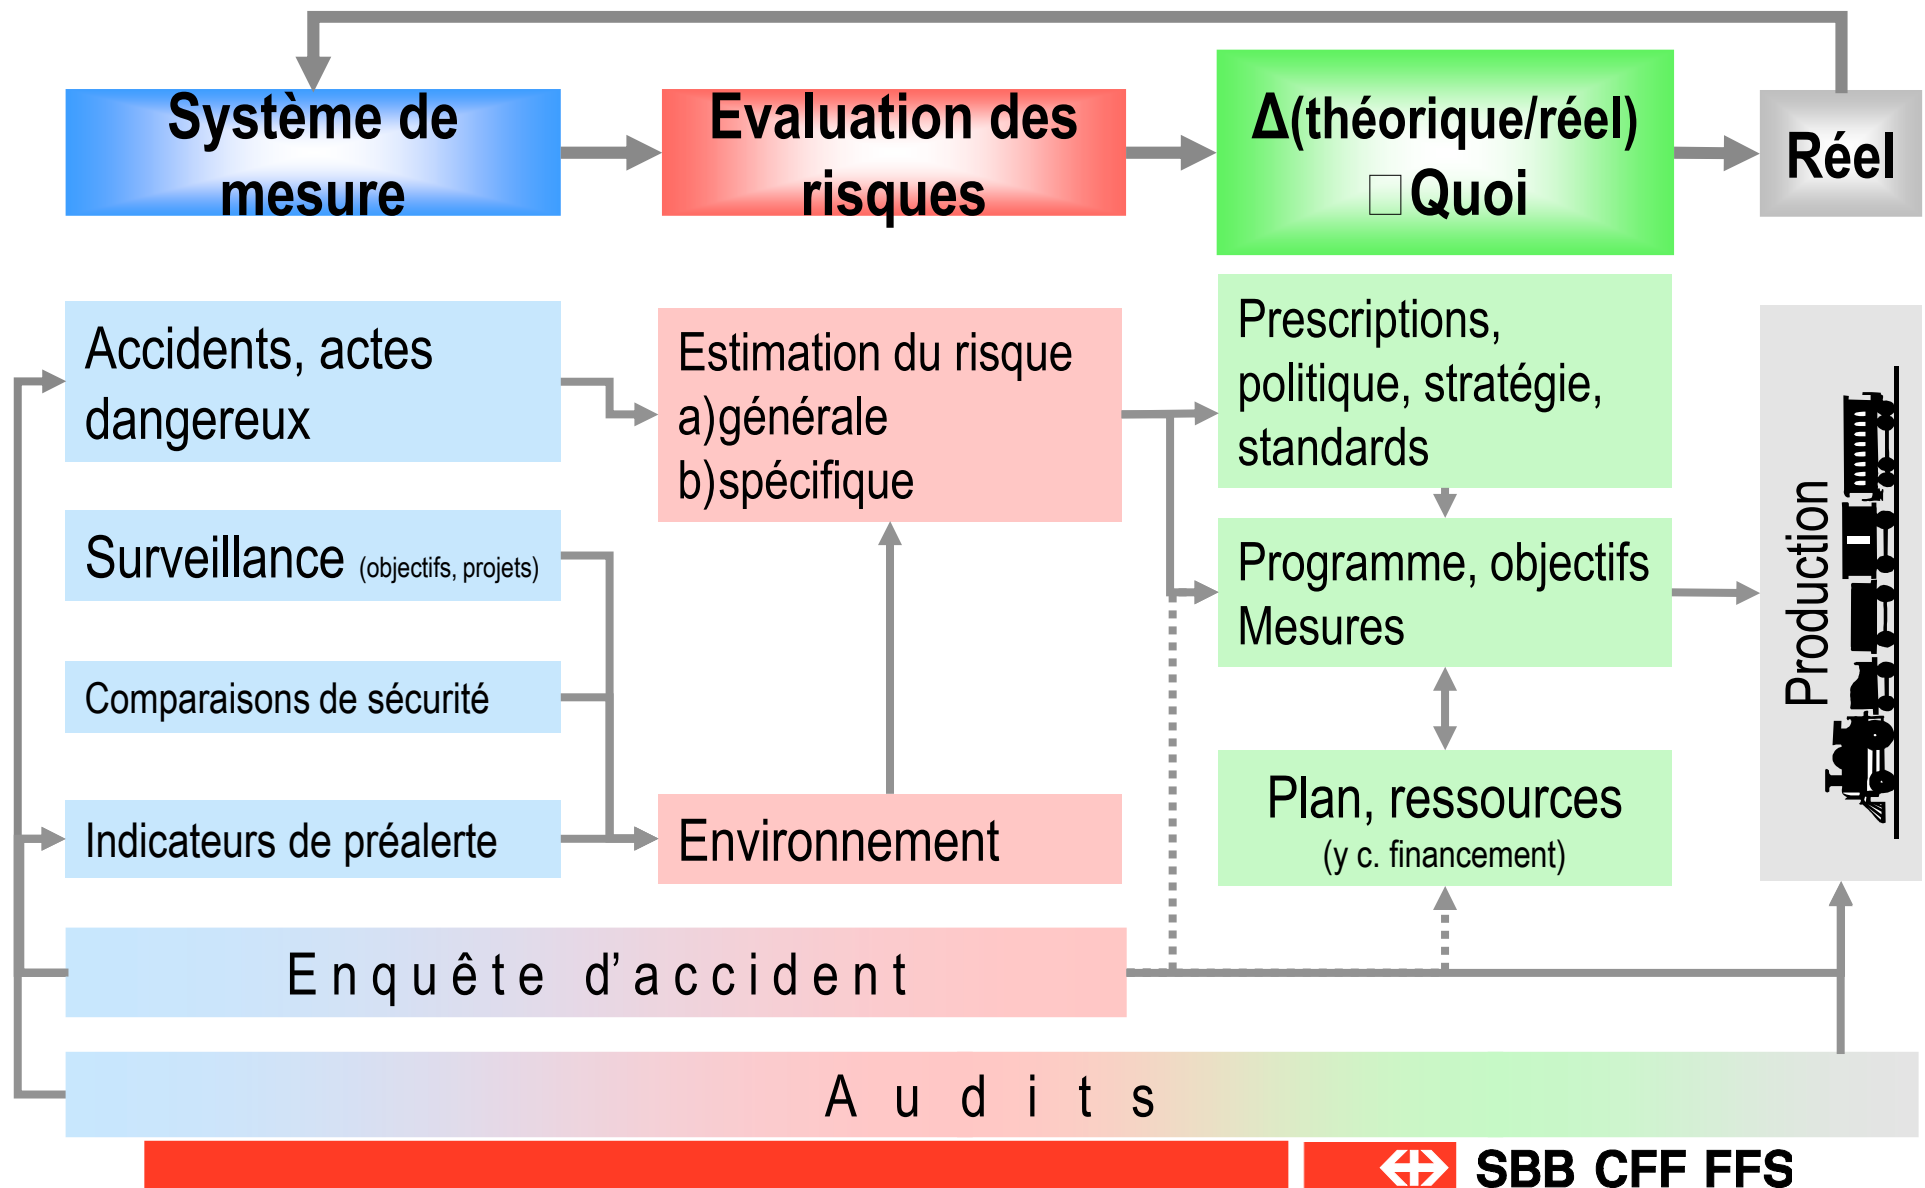 Système de
mesure
Evaluation des
risques
Δ(théorique/réel)
□Quoi
Réel
Accidents, actes
dangereux
Surveillance (objectifs, projets)
Comparaisons de sécurité
Indicateurs de préalerte
Estimation du risque
a)générale
b)spécifique
Environnement
Prescriptions,
politique, stratégie,
standards
Programme, objectifs
Mesures
Plan, ressources
(y c. financement)
Production
Enquête d’accident
Audits
SBB CFF FFS